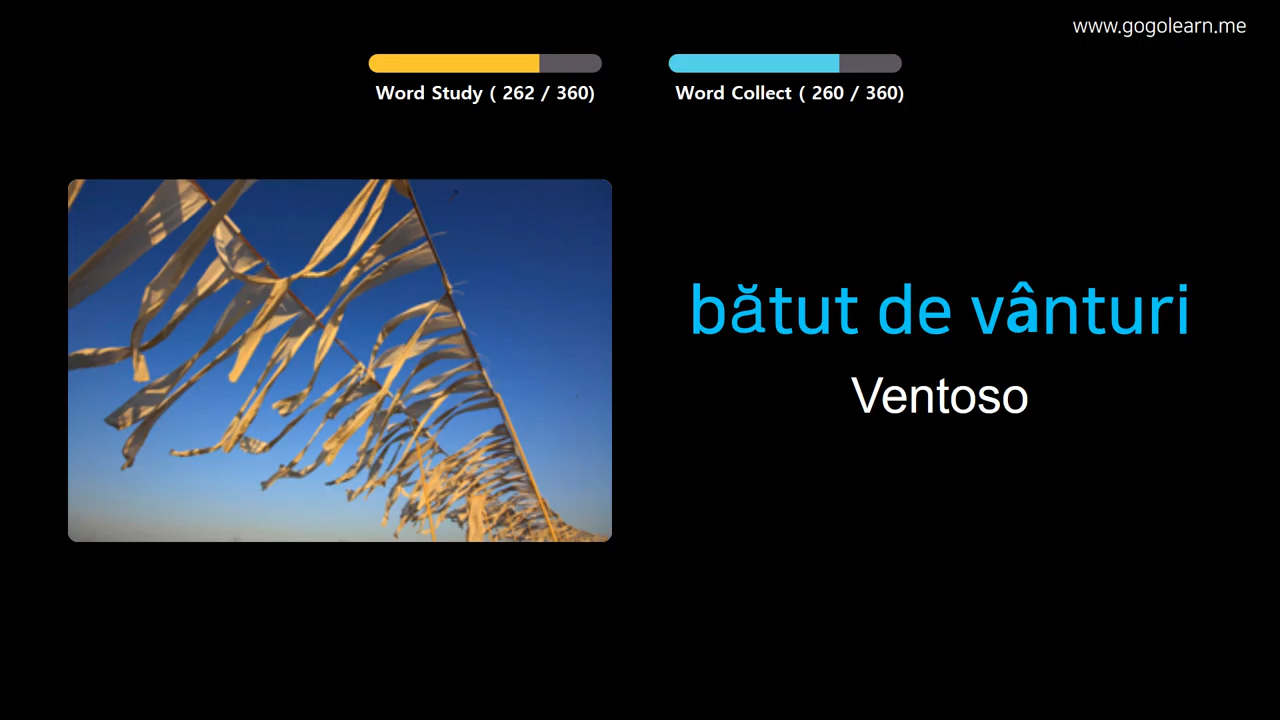 www.gogolearn.me
Word Study ( 262 / 360)
Word Collect ( 260 / 360)
bătut de vânturi
Ventoso